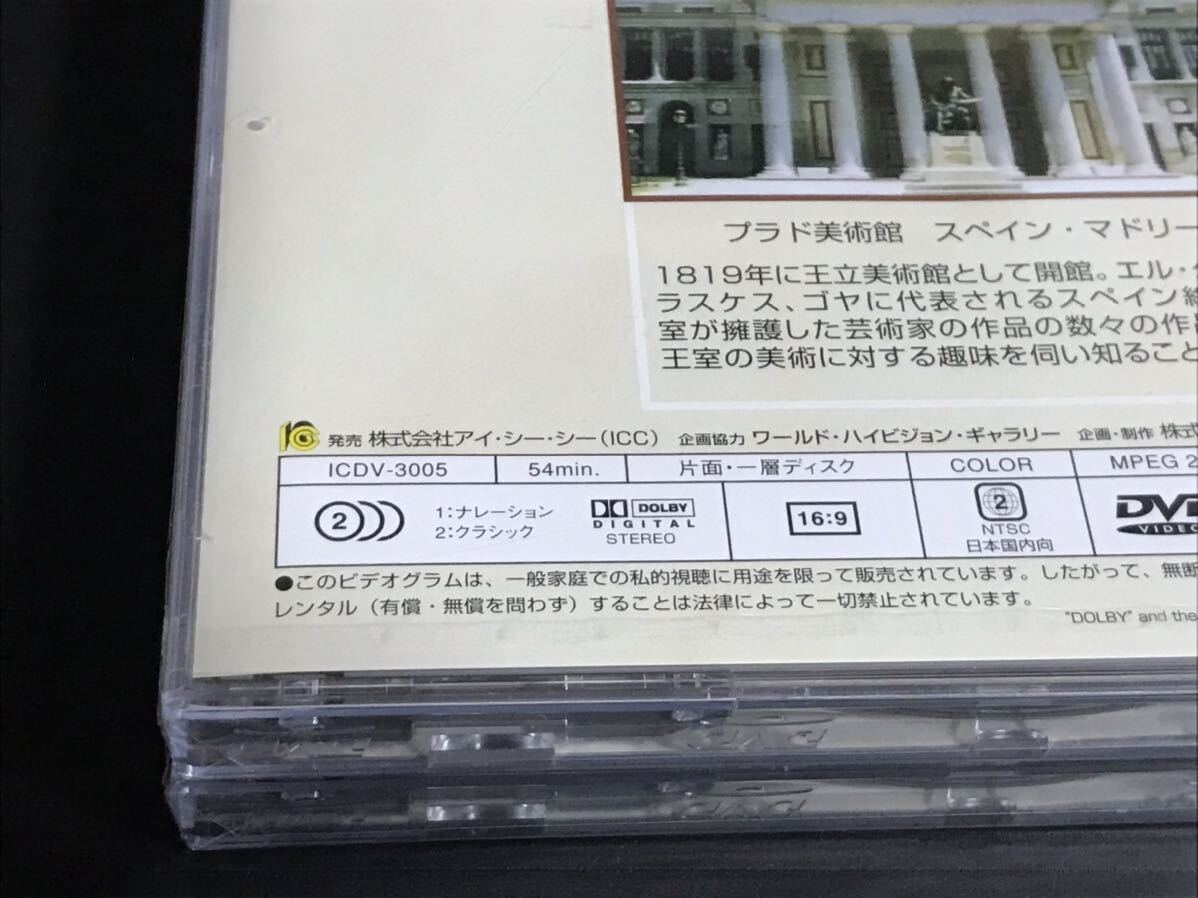 プラド美術館 スペイン・マドリー
1819年に王立美術館として開館。エル・
ラスケス、ゴヤに代表されるスペイン
室が擁護した芸術家の作品の数々の作
王室の美術に対する趣味を伺い知ること
発売 株式会社アイ・シー・シー(ICC) 企画協力 ワールド・ハイビジョン・ギャラリー 企画・制作 株式
ICDV-3005 54min. 片面・一層ディスク COLOR MPEG 2
2 1:ナレーション
2:クラシック
DOLBY
DIGITAL
STEREO
16:9
2
NTSC
日本国内向
DVD
VIDEO
●このビデオグラムは、一般家庭での私的視聴に用途を限って販売されています。したがって、無断
レンタル(有償・無償を問わず)することは法律によって一切禁止されています。
"DOLBY" and the